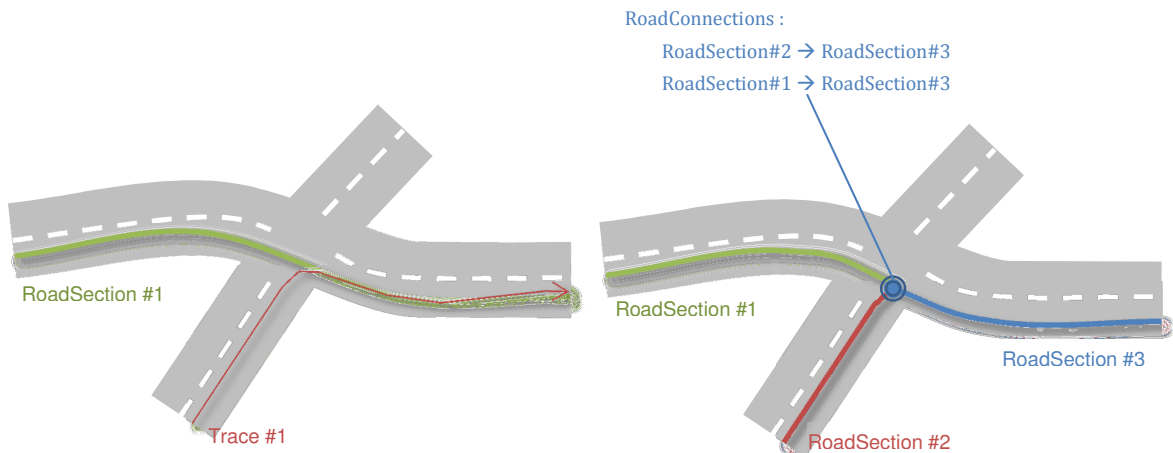 RoadConnections :
RoadSection#2 → RoadSection#3
RoadSection#1 → RoadSection#3
RoadSection #1
Trace #1
RoadSection #1
RoadSection #3
RoadSection #2